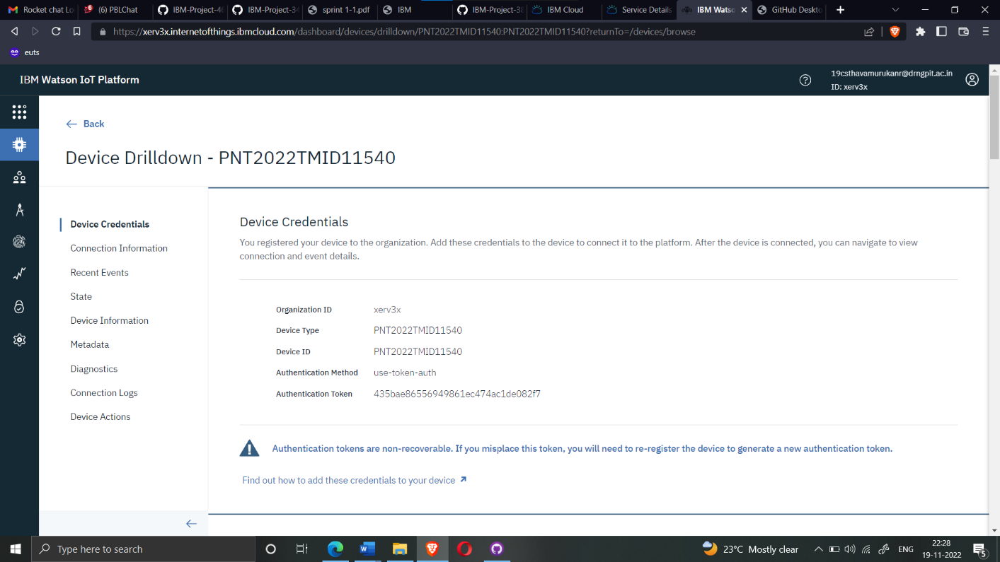 Rocket chat Lo
6
(6) PBLChat
IBM-Project-46
IBM-Project-34
sprint 1-1.pdf
IBM
IBM-Project-38
IBM Cloud
Service Details
IBM Watso
GitHub Deskto
https://xerv3x.internetofthings.ibmcloud.com/dashboard/devices/drilldown/PNT2022TMID11540:PNT2022TMID11540?returnTo=/devices/browse
euts
IBM Watson IoT Platform
19csthavamurukanr@drngpit.ac.in
ID: xerv3x
Back
Device Drilldown - PNT2022TMID11540
Device Credentials
Connection Information
Recent Events
State
Device Information
Metadata
Diagnostics
Connection Logs
Device Actions
Device Credentials
You registered your device to the organization. Add these credentials to the device to connect it to the platform. After the device is connected, you can navigate to view
connection and event details.
Organization ID xerv3x
Device Type PNT2022TMID11540
Device ID PNT2022TMID11540
Authentication Method use-token-auth
Authentication Token 435bae86556949861ec474ac1de082f7
Authentication tokens are non-recoverable. If you misplace this token, you will need to re-register the device to generate a new authentication token.
Find out how to add these credentials to your device
Type here to search
23°C Mostly clear
ENG
22:28
19-11-2022
5